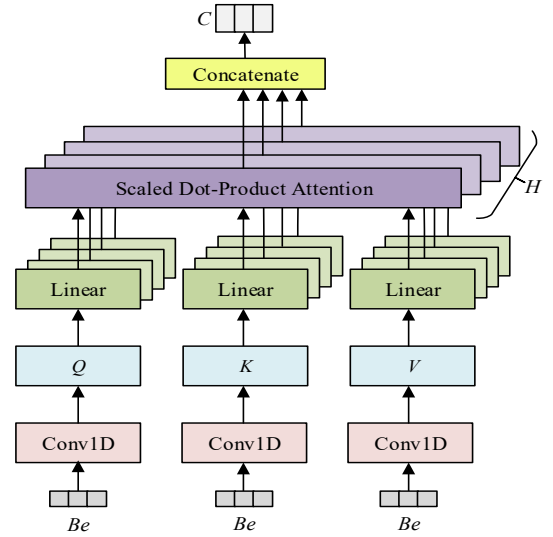 C
Concatenate
Scaled Dot-Product Attention
H
Linear Linear Linear
Q K V
Conv1D Conv1D Conv1D
Be Be Be